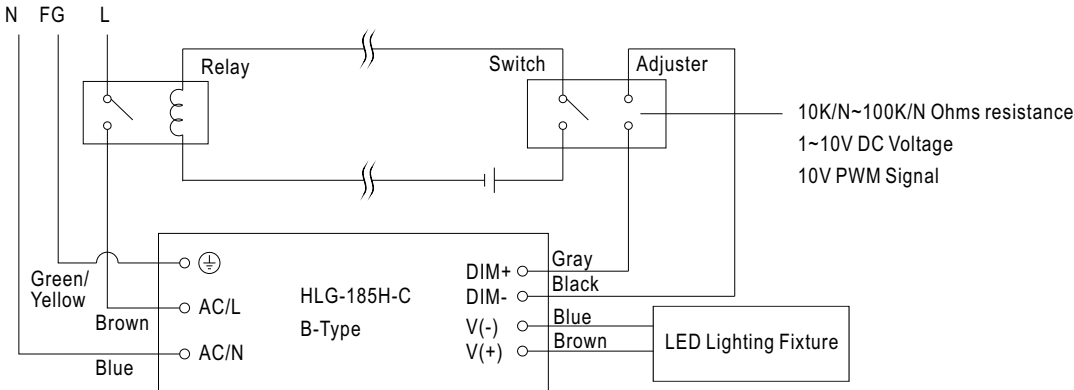 N FG L
Relay
Switch
Adjuster
10K/N~100K/N Ohms resistance
1~10V DC Voltage
10V PWM Signal
Green/
Yellow
Brown
Blue
AC/L
AC/N
HLG-185H-C
B-Type
DIM+
DIM-
V(-)
V(+)
Gray
Black
Blue
Brown
LED Lighting Fixture